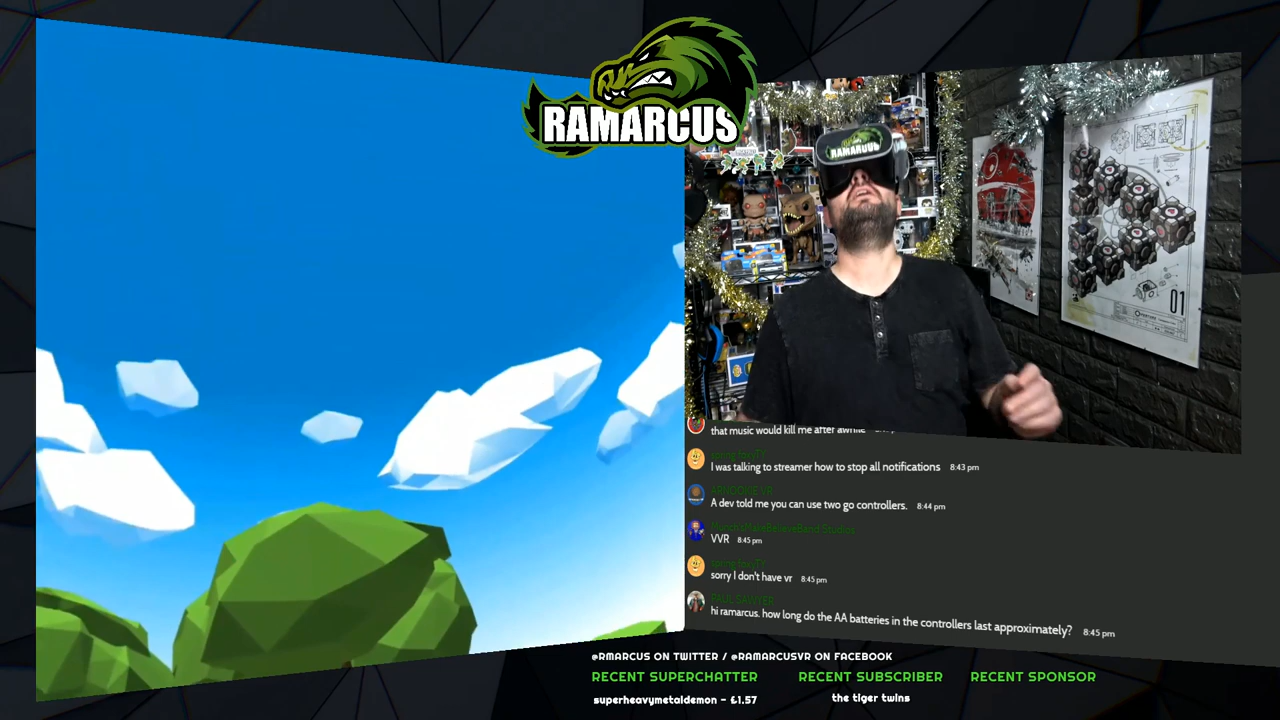 RAMARCUS
RAMARCUS
01
that music would kill me after awhile
I was talking to streamer how to stop all notifications 8:43 pm
A dev told me you can use two go controllers. 8:44 pm
VVR 8:45 pm
sorry I don't have vr 8:45 pm
PAUL SAWYER
hi ramarcus. how long do the AA batteries in the controllers last approximately? 8:45 pm
@RMARCUS ON TWITTER / @RAMARCUSVR ON FACEBOOK
RECENT SUPERCHATTER RECENT SUBSCRIBER RECENT SPONSOR
superheavymetaldemon - £1.57 the tiger twins